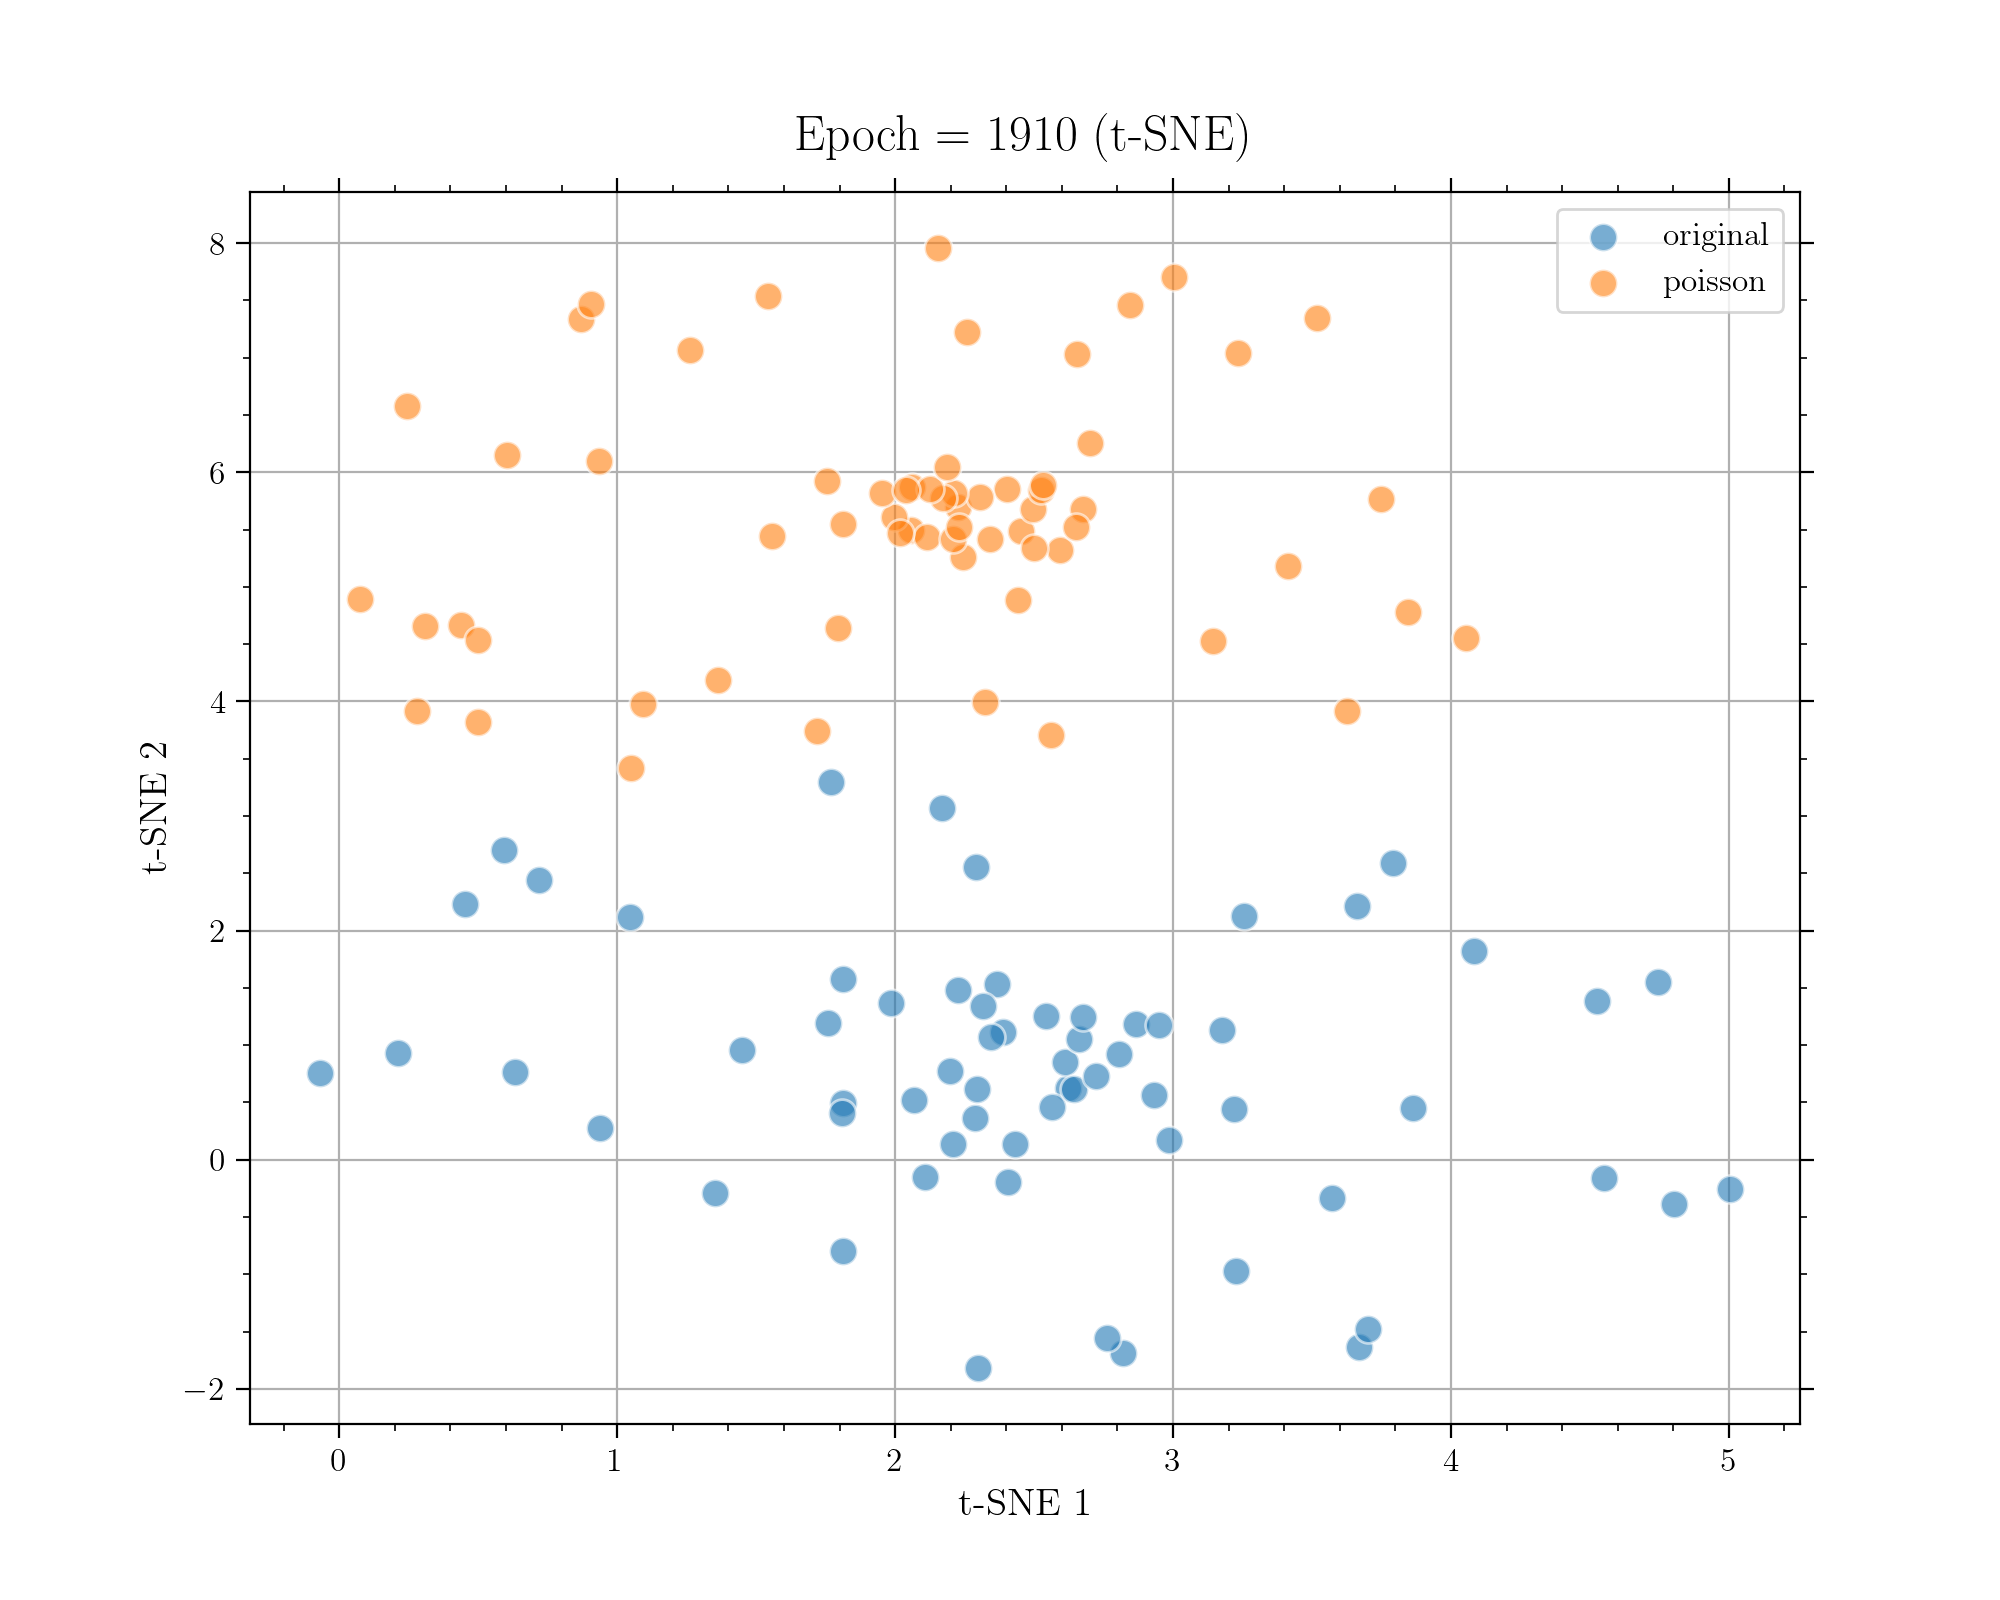 Epoch = 1910 (t-SNE)
original
poisson
8
6
4
2
0
−2
t-SNE 2
0
1
2
3
4
5
t-SNE 1